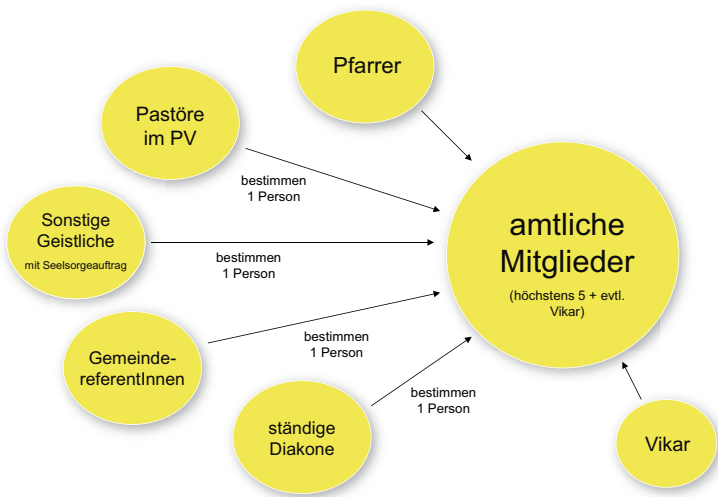 Pfarrer
Pastöre
im PV
bestimmen
1 Person
Sonstige
Geistliche
mit Seelsorgeauftrag
bestimmen
1 Person
amtliche
Mitglieder
(höchstens 5 + evtl.
Vikar)
Gemeinde-
referentInnen
bestimmen
1 Person
ständige
Diakone
bestimmen
1 Person
Vikar